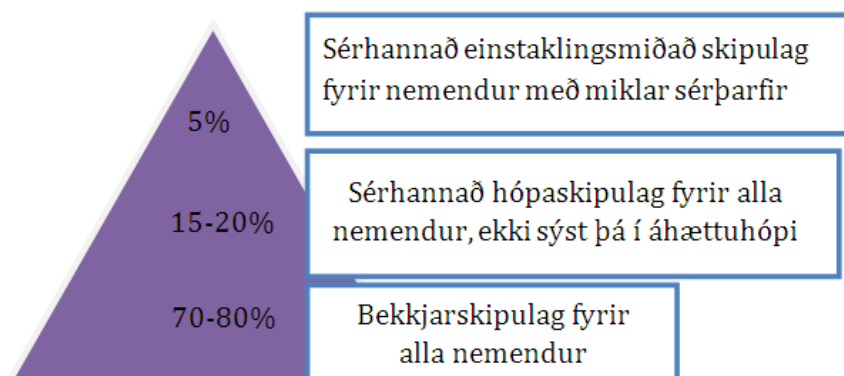 5%
Sérhannað einstaklingsmiðað skipulag
fyrir nemendur með miklar sérþarfir
15-20%
Sérhannað hópaskipulag fyrir alla
nemendur, ekki sýst þá í áhættuhópi
70-80%
Bekkjarskipulag fyrir
alla nemendur